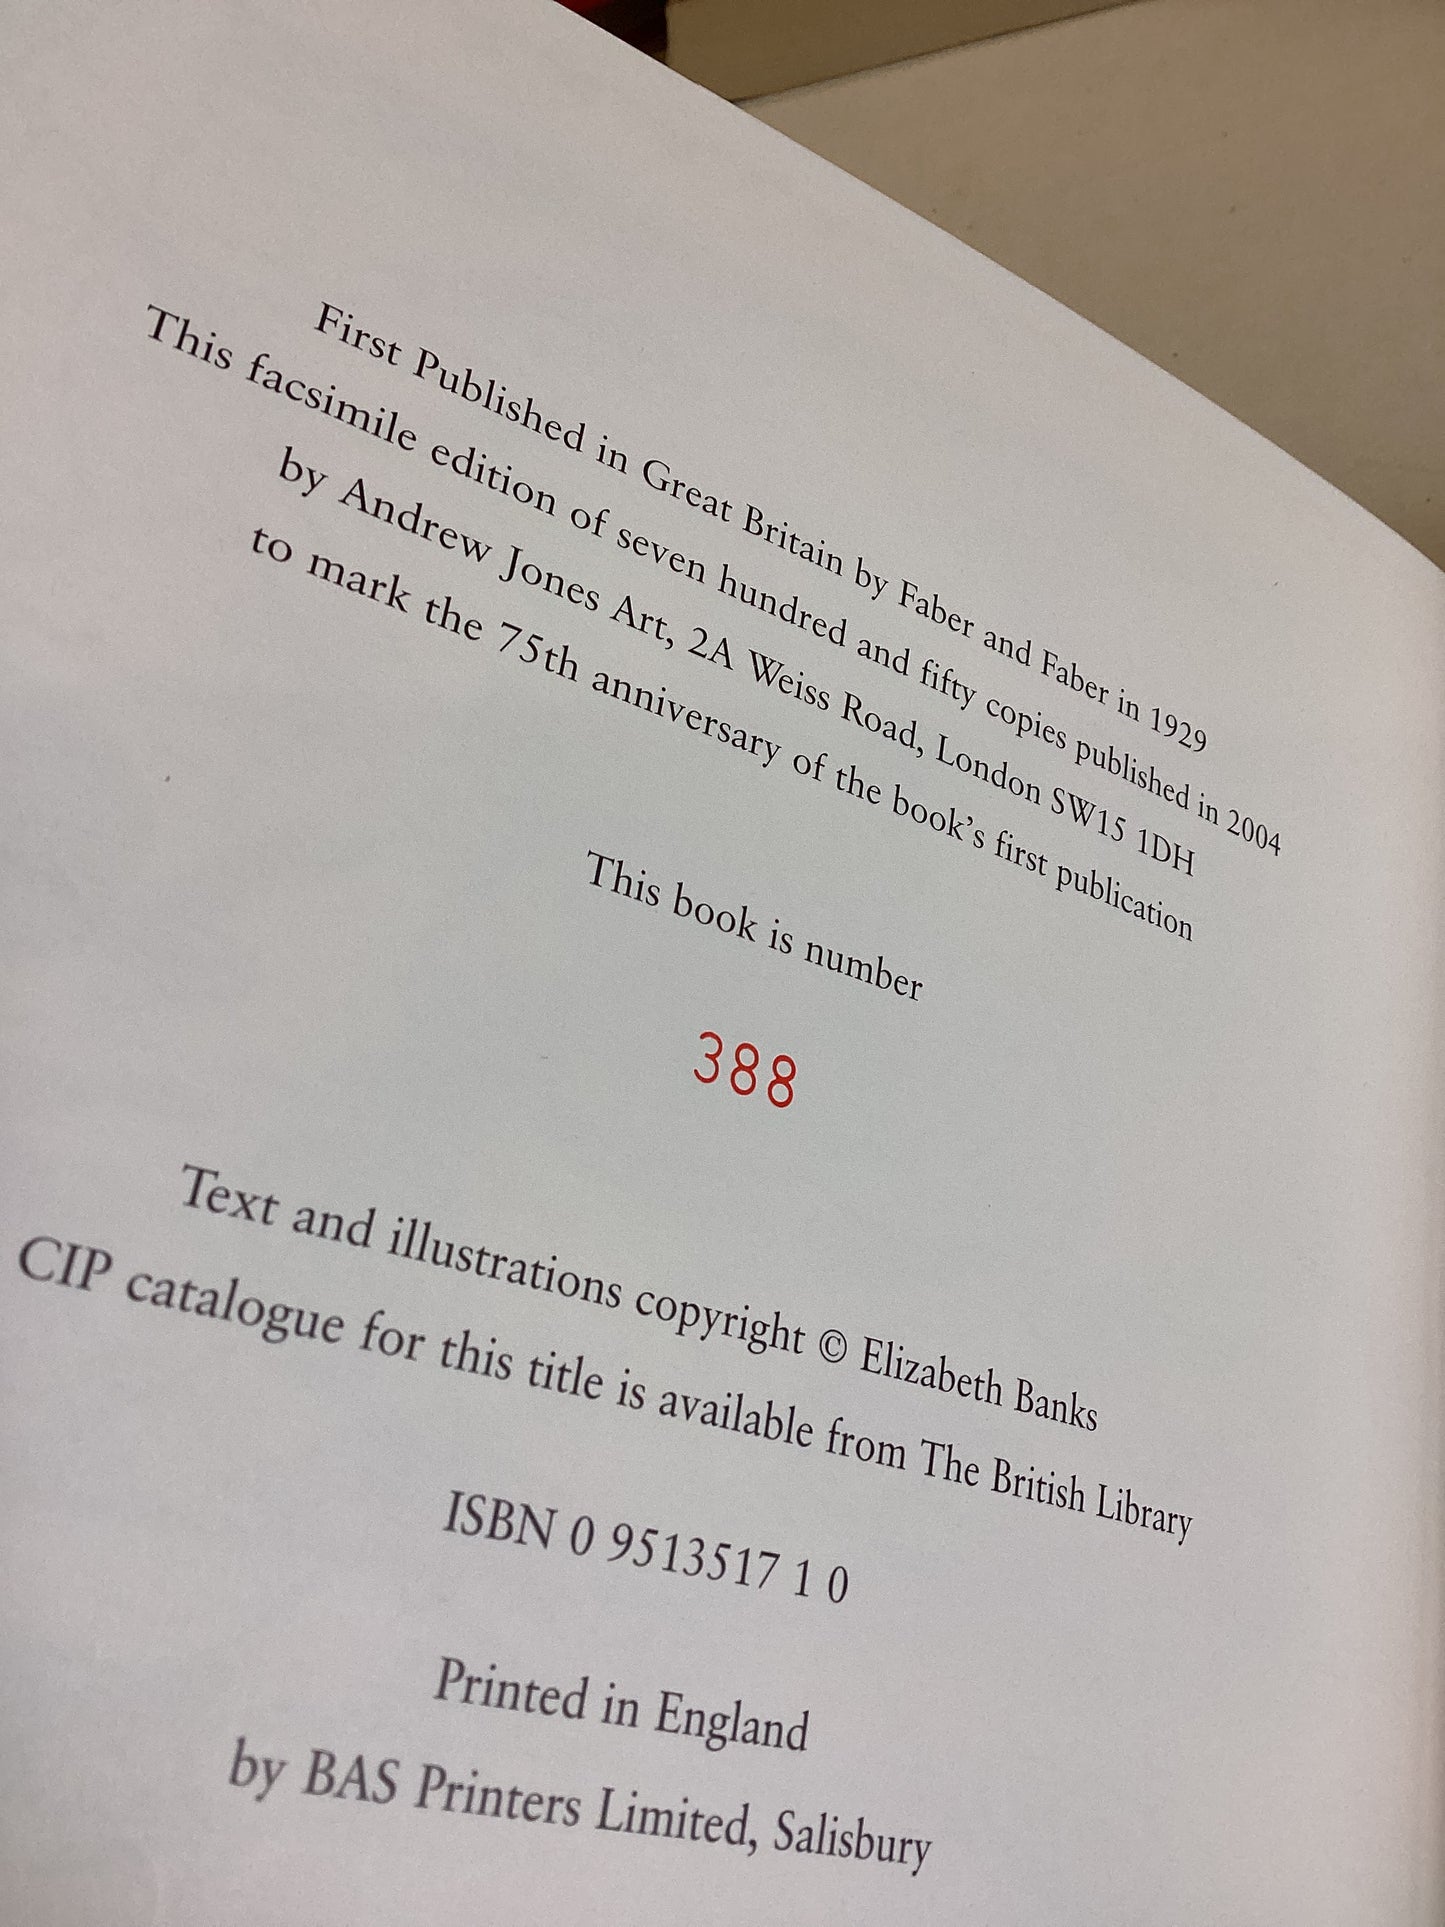 First Published in Great Britain by Faber and Faber in 1929
This facsimile edition of seven hundred and fifty copies published in 2004
by Andrew Jones Art, 2A Weiss Road, London SW15 1DH
to mark the 75th anniversary of the book's first publication
This book is number
388
Text and illustrations copyright © Elizabeth Banks
CIP catalogue for this title is available from The British Library
ISBN 0 9513517 1 0
Printed in England
by BAS Printers Limited, Salisbury